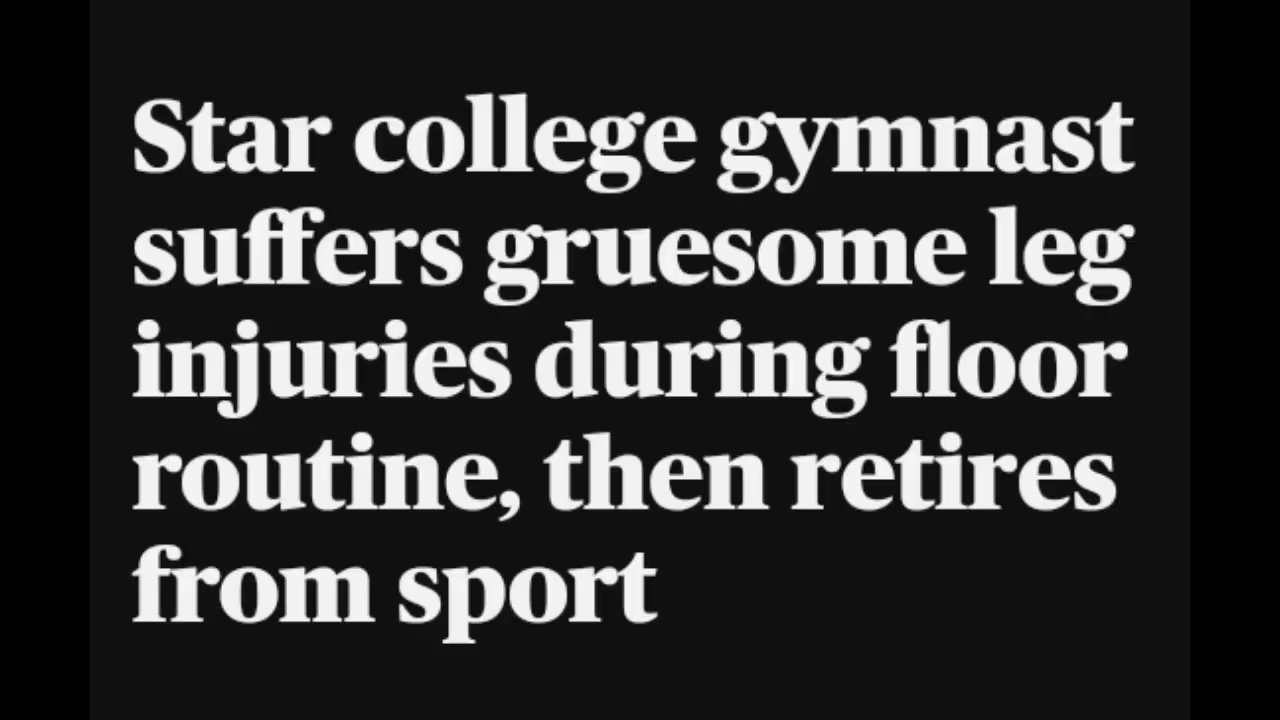 Star college gymnast
suffers gruesome leg
injuries during floor
routine, then retires
from sport